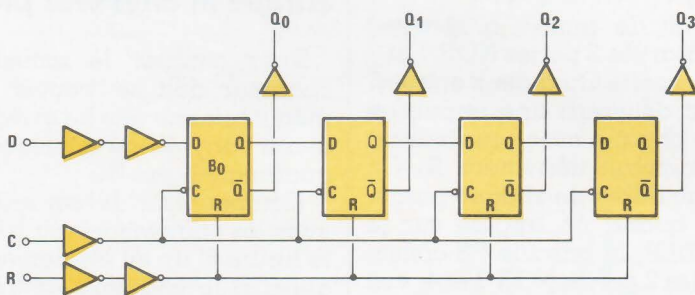 Q0 Q1 Q2 Q3
D D Q D Q D Q D Q
B0
C Q̅ C Q̅ C Q̅ C Q̅
R R R R
C
R